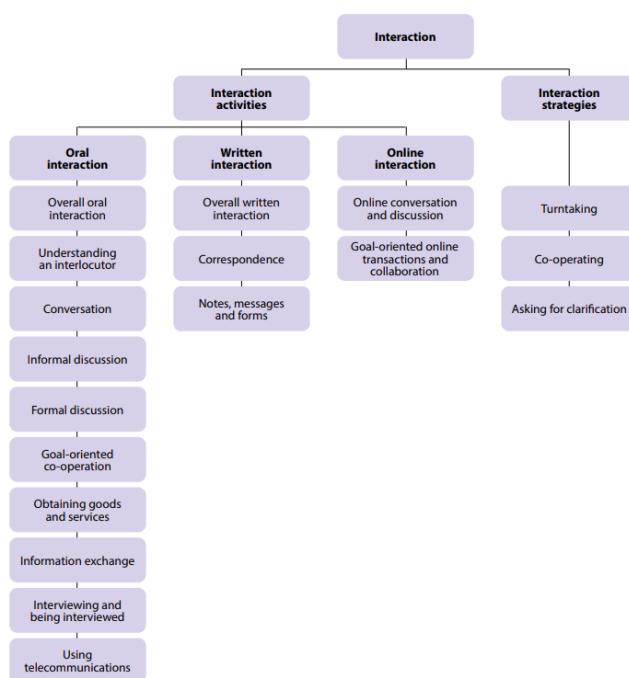 Interaction
Interaction
activities
Interaction
strategies
Oral
interaction
Written
interaction
Online
interaction
Overall oral
interaction
Understanding
an interlocutor
Conversation
Informal discussion
Formal discussion
Goal-oriented
co-operation
Obtaining goods
and services
Information exchange
Interviewing and
being interviewed
Using
telecommunications
Overall written
interaction
Correspondence
Notes, messages
and forms
Online conversation
and discussion
Goal-oriented online
transactions and
collaboration
Turntaking
Co-operating
Asking for clarification